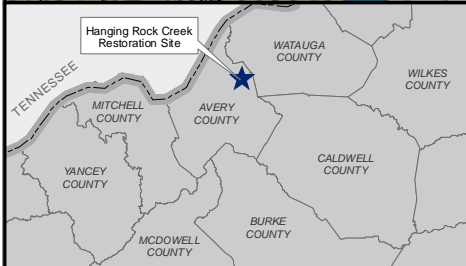 Hanging Rock Creek
Restoration Site
WATAUGA
COUNTY
WILKES
COUNTY
TENNESSEE
MITCHELL
COUNTY
AVERY
COUNTY
CALDWELL
COUNTY
YANCEY
COUNTY
BURKE
COUNTY
MCDOWELL
COUNTY